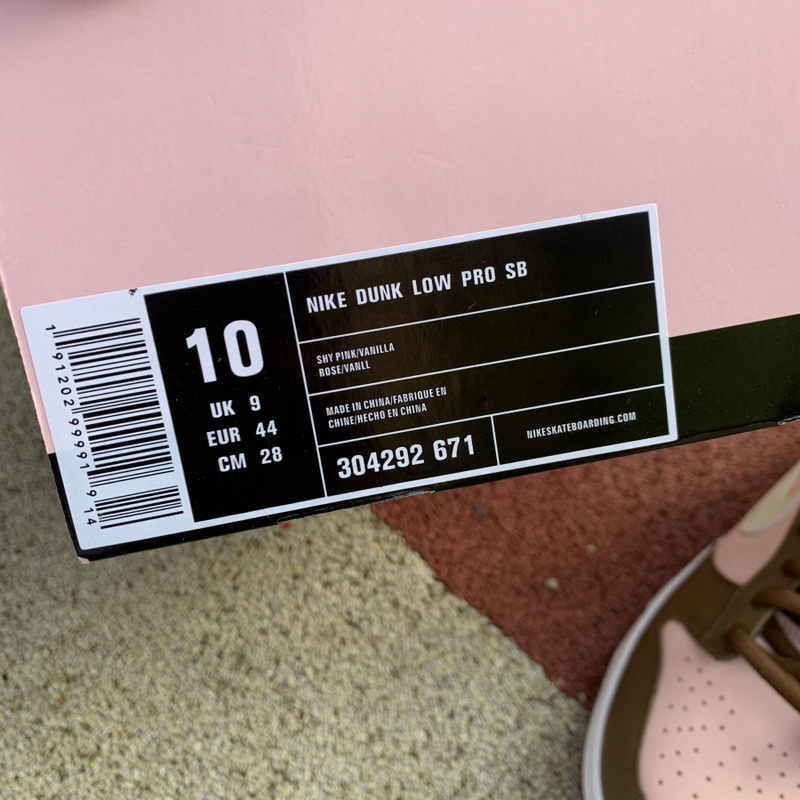 1 91202 99991 9 14
10
UK 9
EUR 44
CM 28
NIKE DUNK LOW PRO SB
SHY PINK/VANILLA
ROSE/VANLL
MADE IN CHINA/FABRIQUE EN
CHINE/HECHO EN CHINA
304292 671
NIKESKATEBOARDING.COM